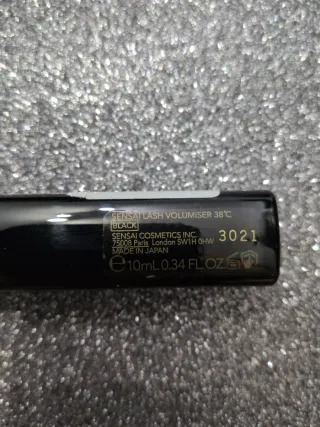 SENSAI LASH VOLUMISER 38℃
BLACK
SENSAI COSMETICS INC.
75008 Paris London SW1H 0HW 3021
MADE IN JAPAN
℮10mL 0.34 FL.OZ